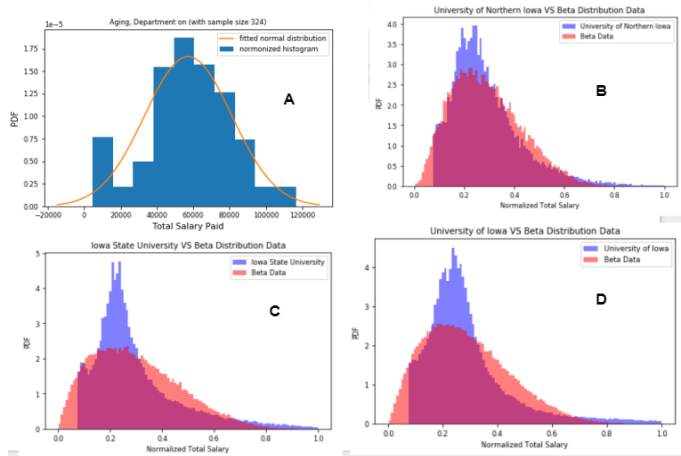 Aging, Department on (with sample size 324)
1e-5
fitted normal distribution
normonized histogram
A
PDF
1.75
1.50
1.25
1.00
0.75
0.50
0.25
0.00
-20000 0 20000 40000 60000 80000 100000 120000
Total Salary Paid
University of Northern Iowa VS Beta Distribution Data
University of Northern Iowa
Beta Data
B
PDF
4.0
3.5
3.0
2.5
2.0
1.5
1.0
0.5
0.0
0.0 0.2 0.4 0.6 0.8 1.0
Normalized Total Salary
Iowa State University VS Beta Distribution Data
Iowa State University
Beta Data
C
PDF
5
4
3
2
1
0
0.0 0.2 0.4 0.6 0.8 1.0
Normalized Total Salary
University of Iowa VS Beta Distribution Data
University of Iowa
Beta Data
D
PDF
4
3
2
1
0
0.0 0.2 0.4 0.6 0.8 1.0
Normalized Total Salary